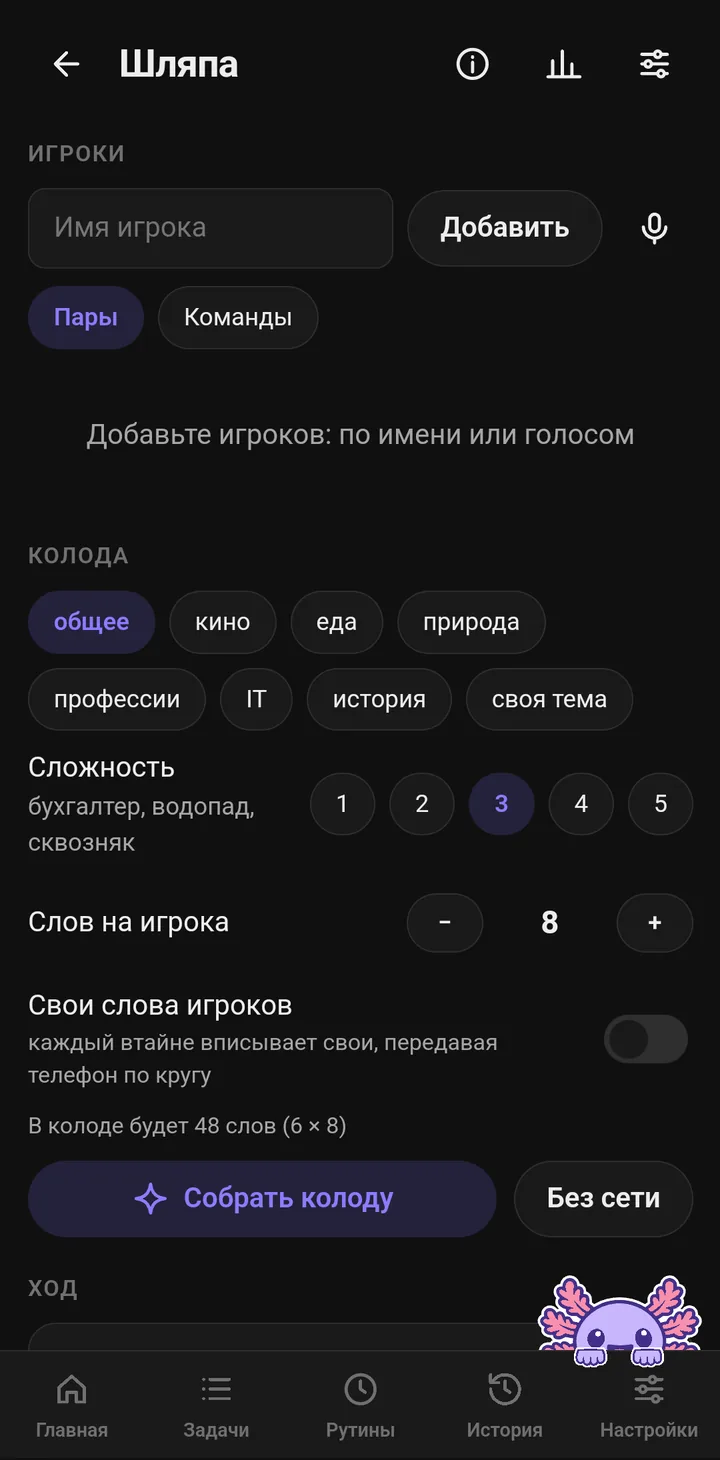 Шляпа
ИГРОКИ
Имя игрока
Добавить
Пары
Команды
Добавьте игроков: по имени или голосом
КОЛОДА
общее
кино
еда
природа
профессии
IT
история
своя тема
Сложность
бухгалтер, водопад,
сквозняк
1
2
3
4
5
Слов на игрока
−
8
+
Свои слова игроков
каждый втайне вписывает свои, передавая
телефон по кругу
В колоде будет 48 слов (6 × 8)
Собрать колоду
Без сети
ХОД
Главная
Задачи
Рутины
История
Настройки